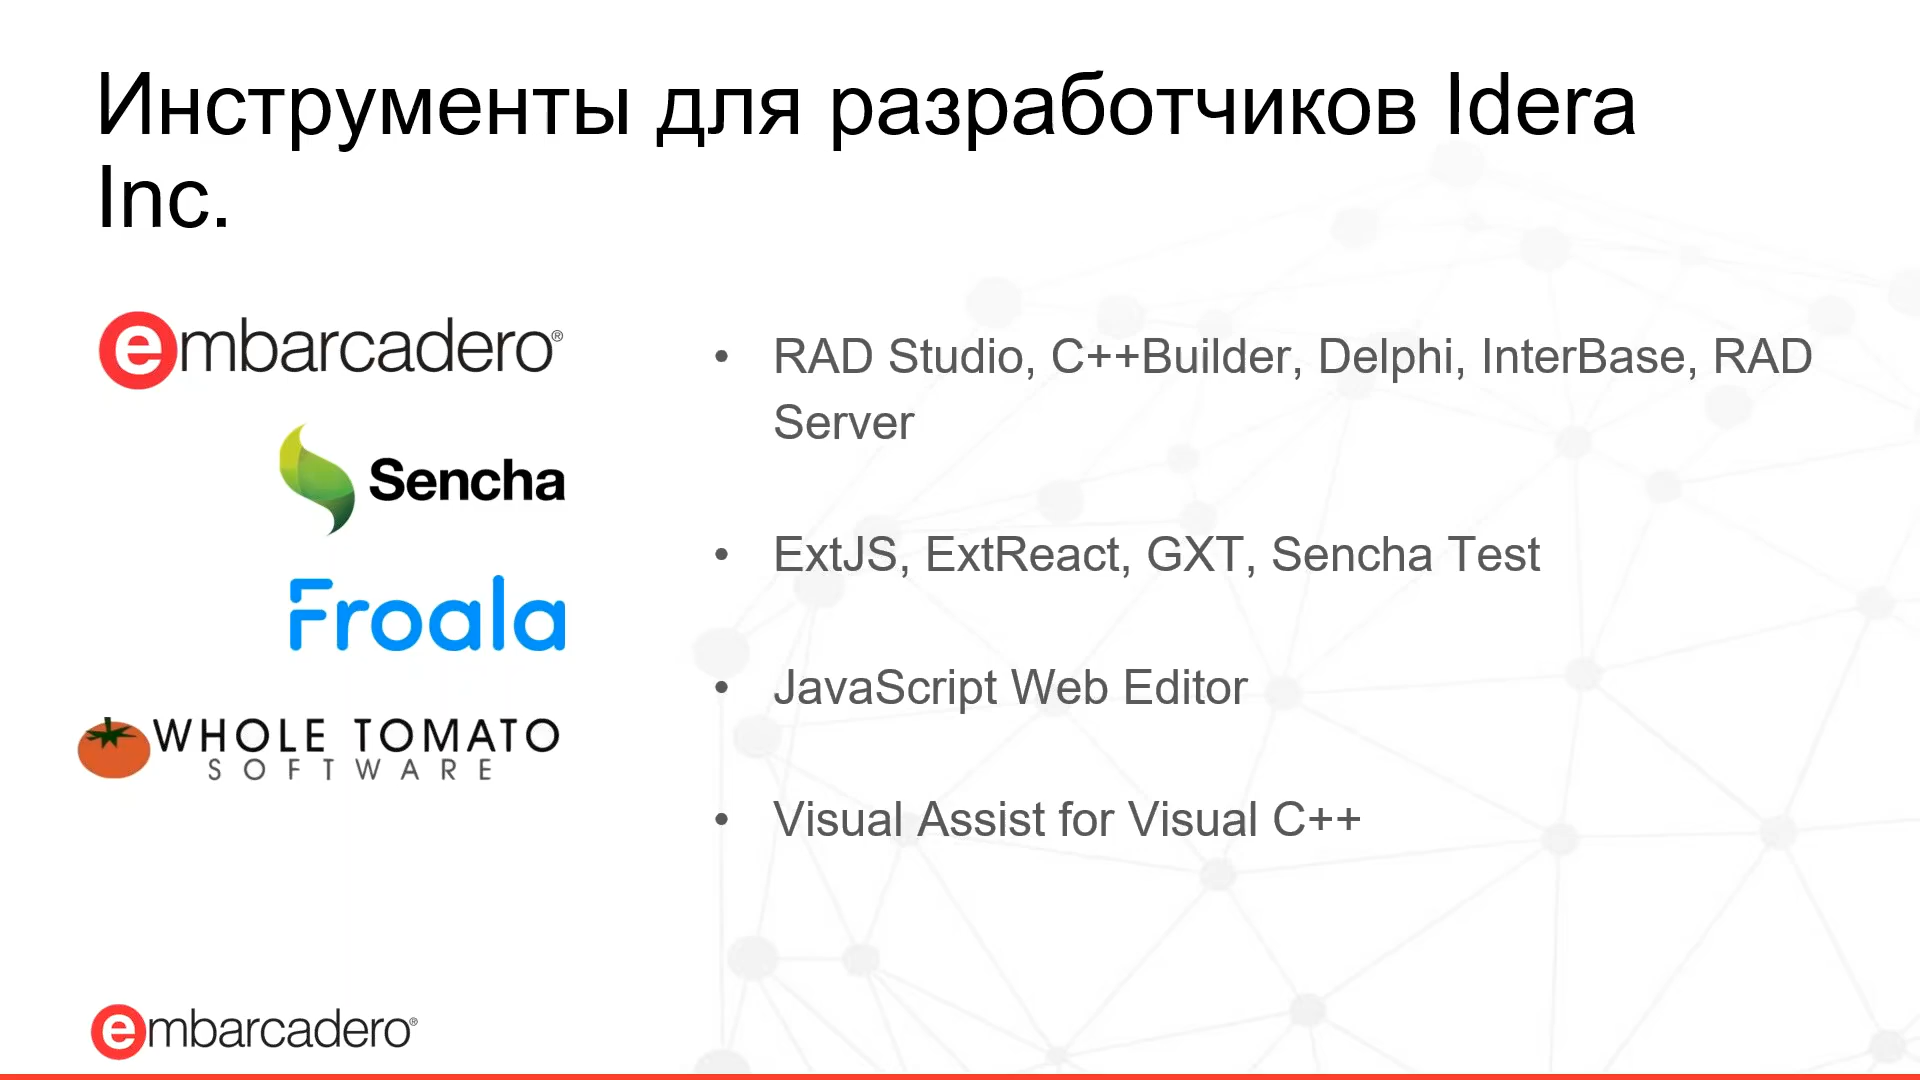 Инструменты для разработчиков Idera
Inc.
embarcadero®
• RAD Studio, C++Builder, Delphi, InterBase, RAD
Server
Sencha
• ExtJS, ExtReact, GXT, Sencha Test
Froala
• JavaScript Web Editor
WHOLE TOMATO
SOFTWARE
• Visual Assist for Visual C++
embarcadero®